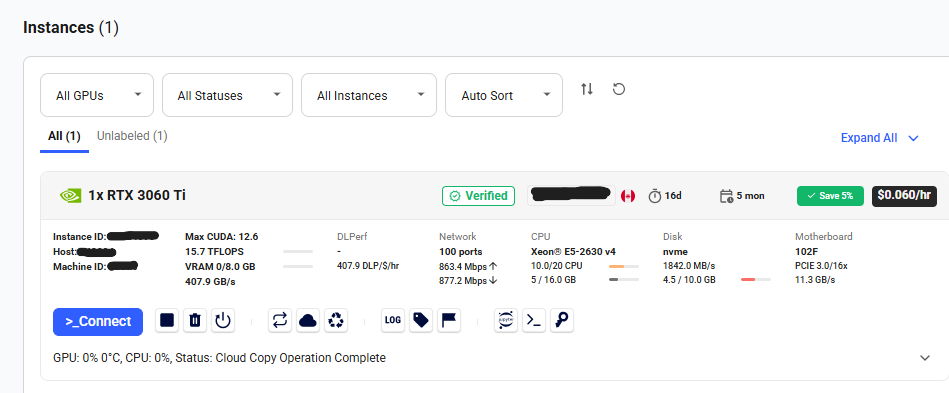 Instances (1)
All GPUs All Statuses All Instances Auto Sort
All (1) Unlabeled (1) Expand All
1x RTX 3060 Ti Verified 16d 5 mon Save 5% $0.060/hr
Instance ID: Max CUDA: 12.6 DLPerf Network CPU Disk Motherboard
Host: 15.7 TFLOPS - 100 ports Xeon® E5-2630 v4 nvme 102F
Machine ID: VRAM 0/8.0 GB 407.9 DLP/$/hr 863.4 Mbps↑ 10.0/20 CPU 1842.0 MB/s PCIE 3.0/16x
407.9 GB/s 877.2 Mbps↓ 5 / 16.0 GB 4.5 / 10.0 GB 11.3 GB/s
>_Connect LOG jupyter >_
GPU: 0% 0°C, CPU: 0%, Status: Cloud Copy Operation Complete